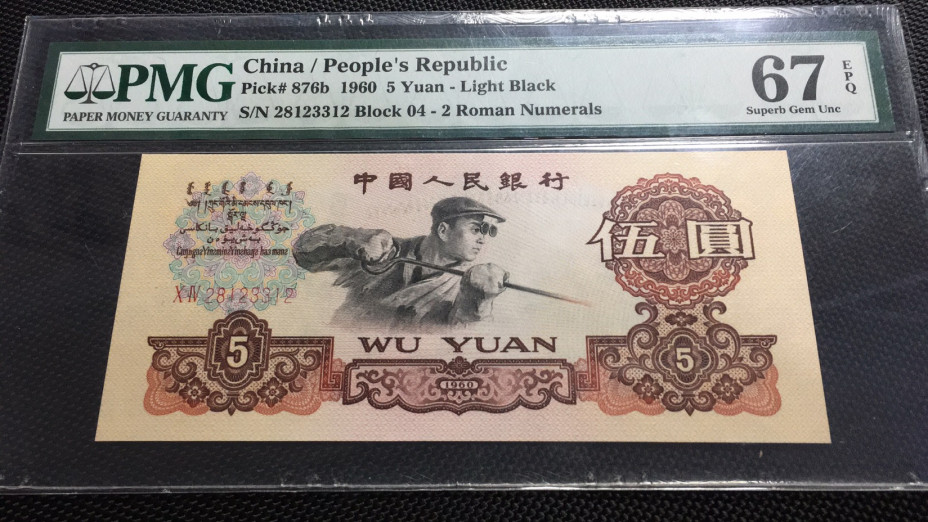 PMG
PAPER MONEY GUARANTY
China / People's Republic
Pick# 876b 1960 5 Yuan - Light Black
S/N 28123312 Block 04 - 2 Roman Numerals
67
EPQ
Superb Gem Unc
中國人民銀行
伍圓
X IV 28123312
5
WU YUAN
1960
5